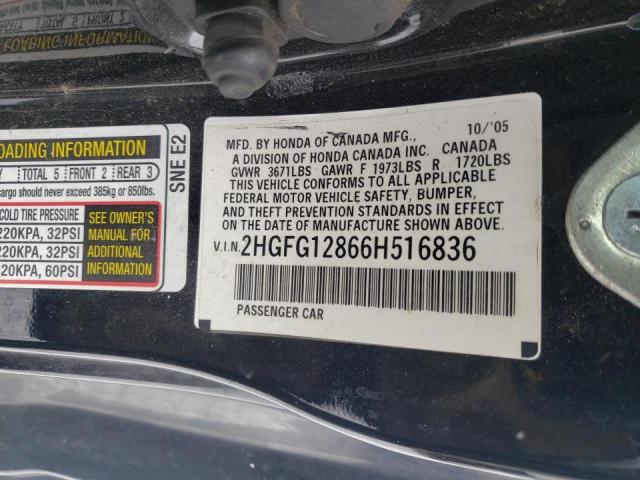 LOADING INFORMATION
OADING INFORMATION
TOTAL 5 FRONT 2 REAR 3
cargo should never exceed 385kg or 850lbs.
COLD TIRE PRESSURE
220KPA, 32PSI
220KPA, 32PSI
20KPA, 60PSI
SEE OWNER'S
MANUAL FOR
ADDITIONAL
INFORMATION
SNE E2
MFD. BY HONDA OF CANADA MFG., 10/'05
A DIVISION OF HONDA CANADA INC. CANADA
GVWR 3671LBS GAWR F 1973LBS R 1720LBS
THIS VEHICLE CONFORMS TO ALL APPLICABLE
FEDERAL MOTOR VEHICLE SAFETY, BUMPER,
AND THEFT PREVENTION STANDARDS IN EFFECT
ON THE DATE OF MANUFACTURE SHOWN ABOVE.
V.I.N. 2HGFG12866H516836
PASSENGER CAR